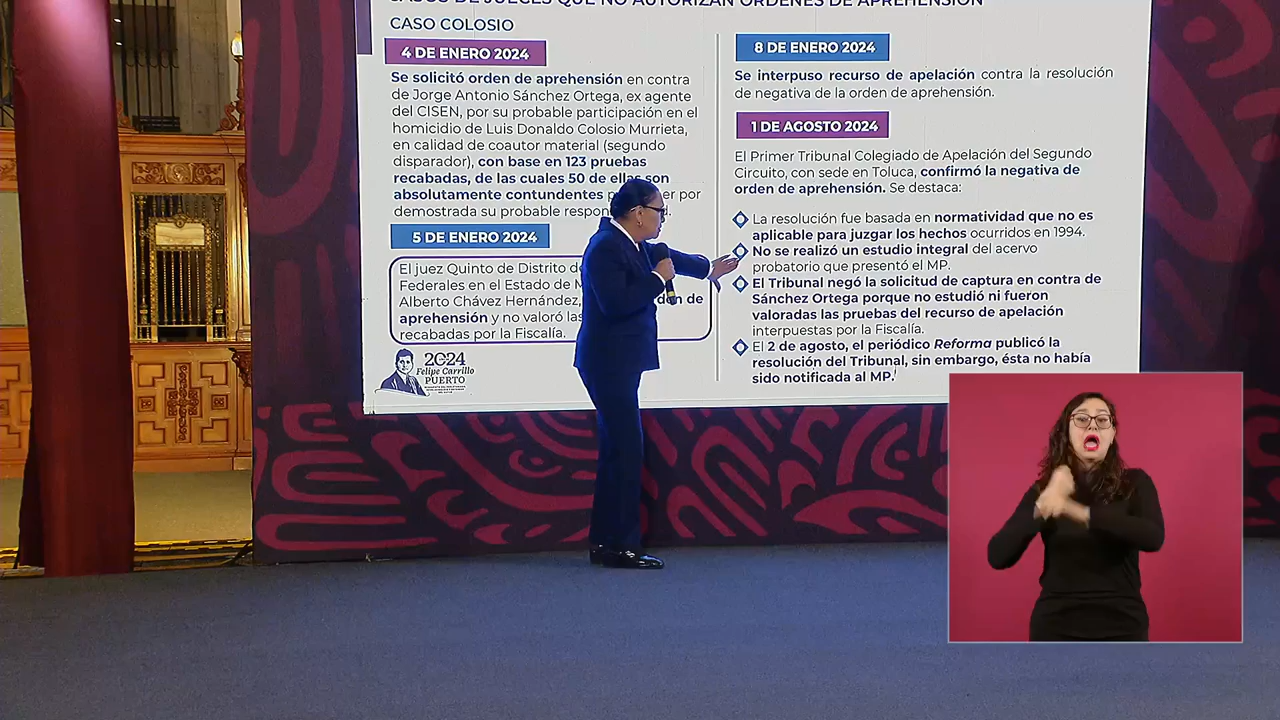 CASOS DE JUECES QUE NO AUTORIZAN ÓRDENES DE APREHENSIÓN
CASO COLOSIO
4 DE ENERO 2024
Se solicitó orden de aprehensión en contra
de Jorge Antonio Sánchez Ortega, ex agente
del CISEN, por su probable participación en el
homicidio de Luis Donaldo Colosio Murrieta,
en calidad de coautor material (segundo
disparador), con base en 123 pruebas
recabadas, de las cuales 50 de ellas son
absolutamente contundentes por
demostrada su probable
5 DE ENERO 2024
El juez Quinto de Distrito
Federales en el Estado de
Alberto Chávez Hernández, de
aprehensión y no valoró las
recabadas por la Fiscalía.
2024
Felipe Carrillo
PUERTO
8 DE ENERO 2024
Se interpuso recurso de apelación contra la resolución
de negativa de la orden de aprehensión.
1 DE AGOSTO 2024
El Primer Tribunal Colegiado de Apelación del Segundo
Circuito, con sede en Toluca, confirmó la negativa de
orden de aprehensión. Se destaca:
La resolución fue basada en normatividad que no es
aplicable para juzgar los hechos ocurridos en 1994.
No se realizó un estudio integral del acervo
probatorio que presentó el MP.
El Tribunal negó la solicitud de captura en contra de
Sánchez Ortega porque no estudió ni fueron
valoradas las pruebas del recurso de apelación
interpuestas por la Fiscalía.
El 2 de agosto, el periódico Reforma publicó la
resolución del Tribunal, sin embargo, ésta no había
sido notificada al MP.